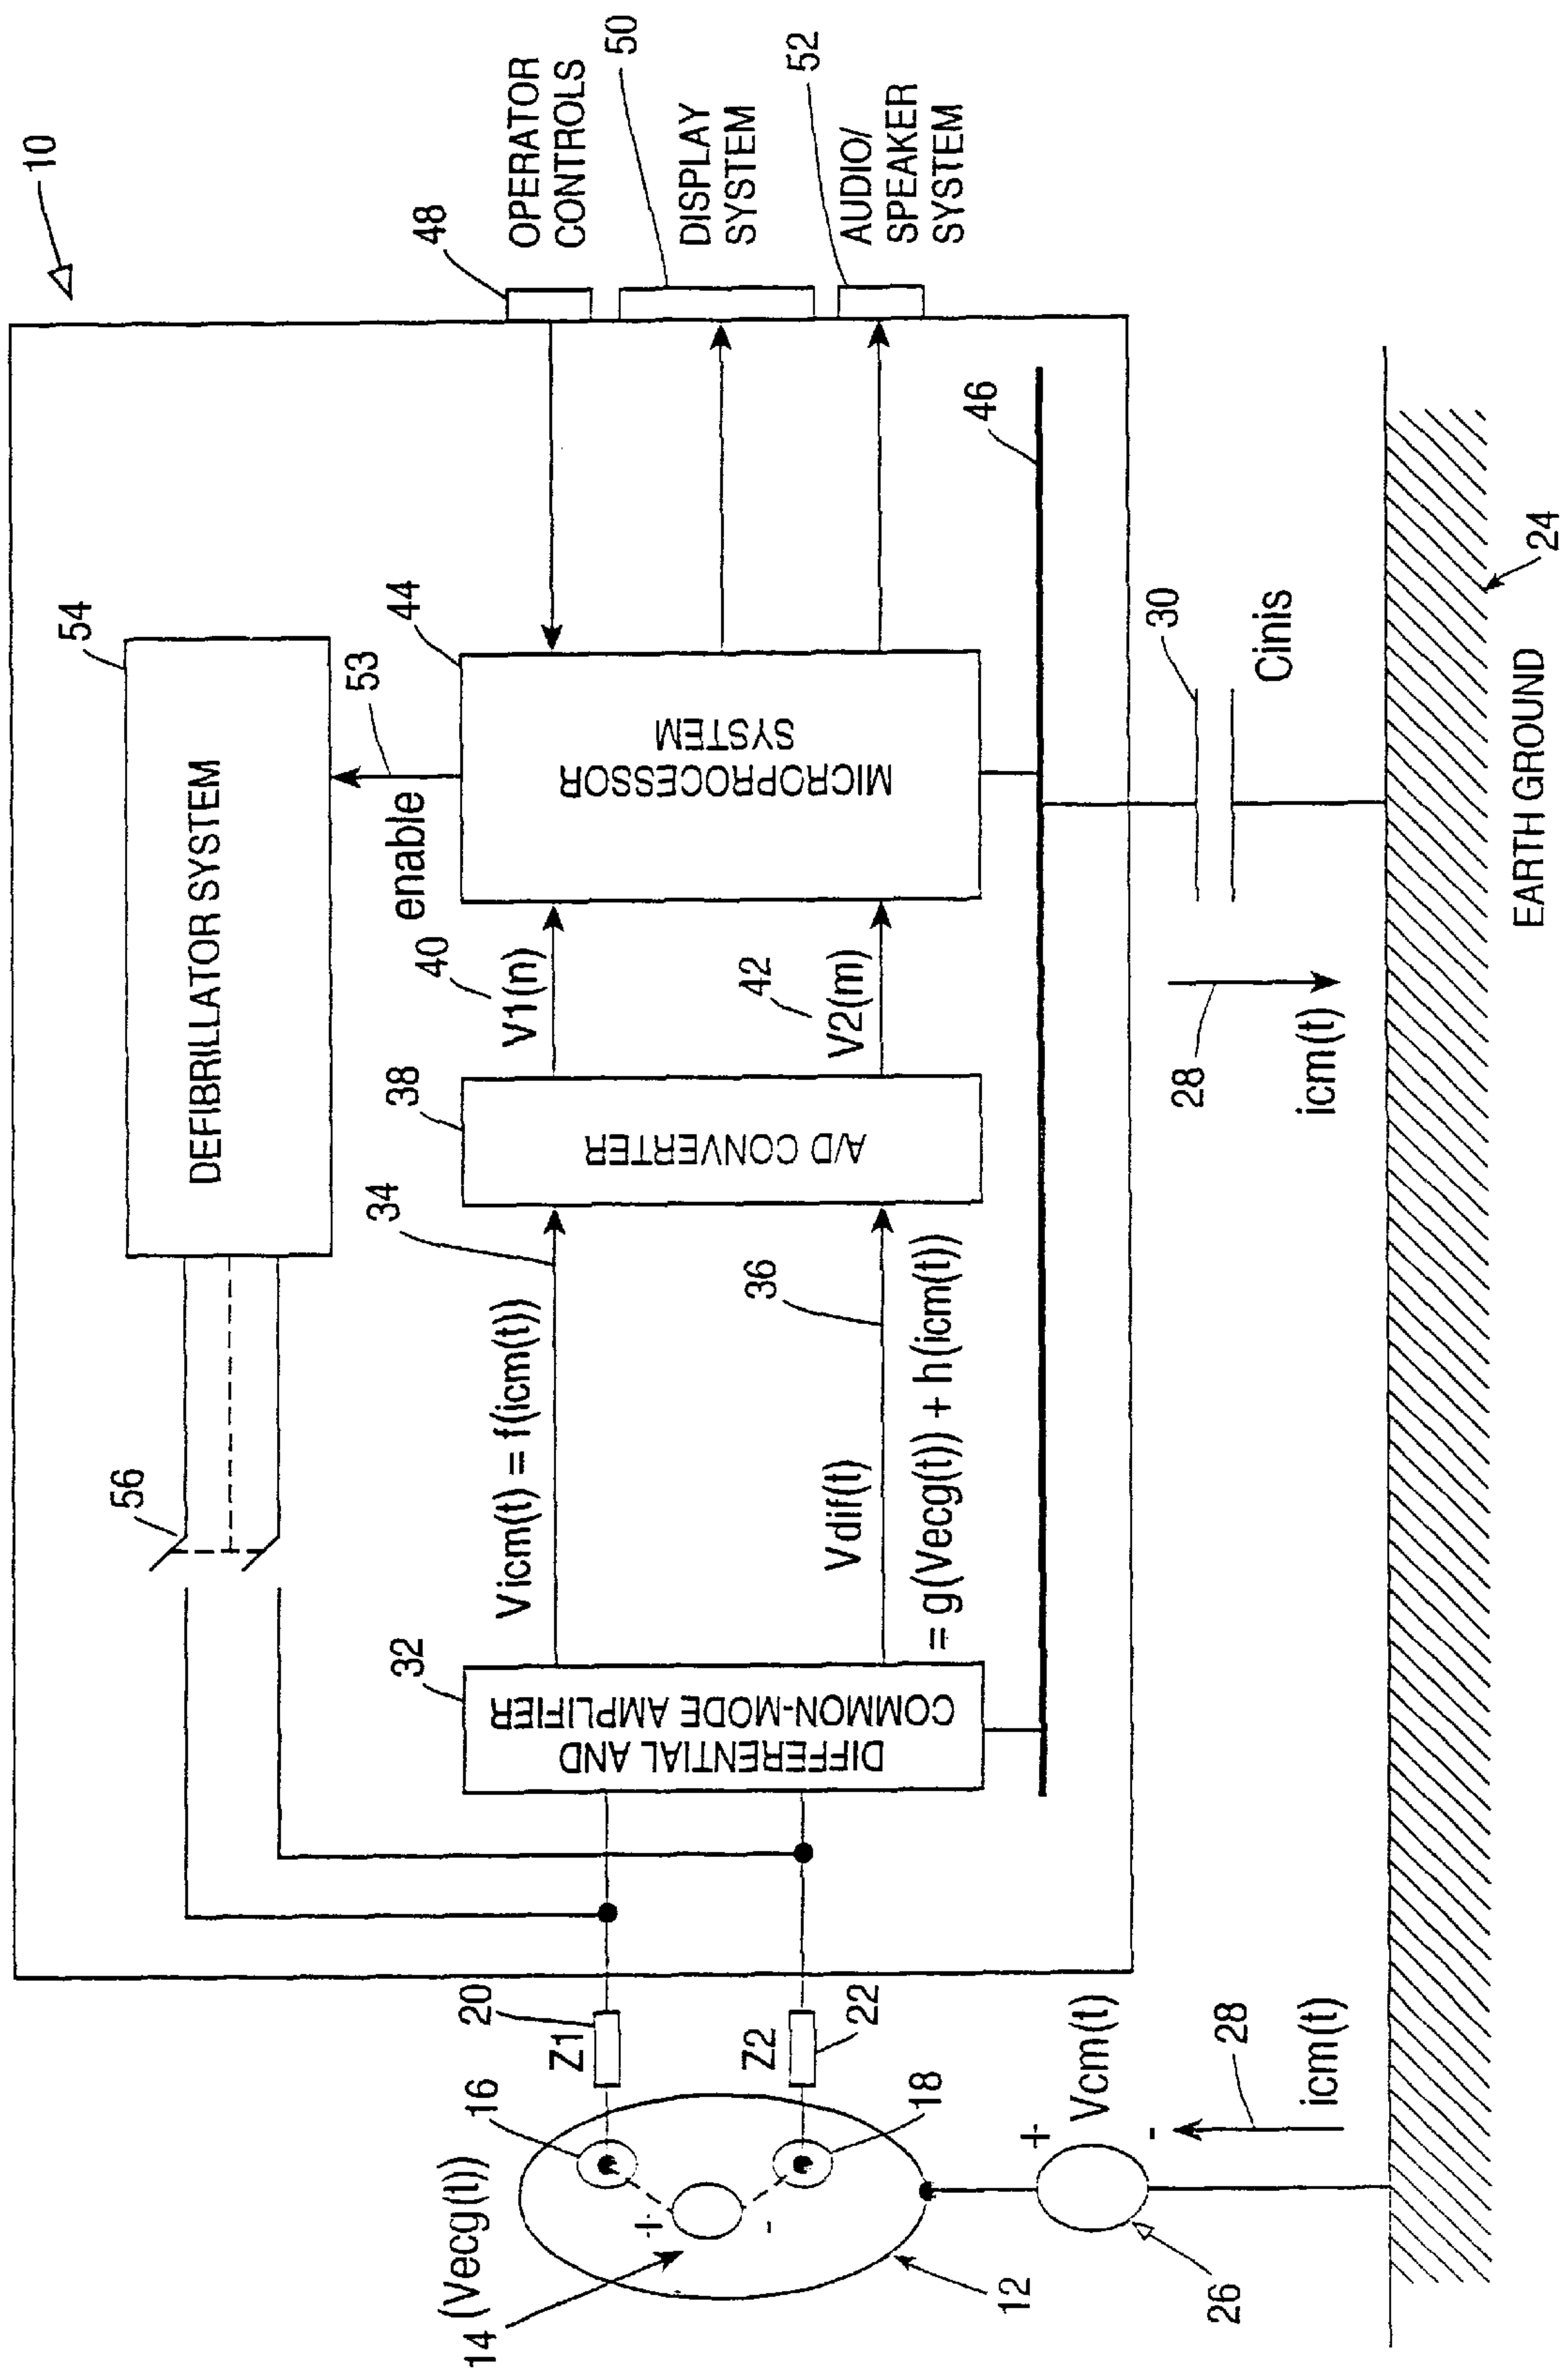 10
54
DEFIBRILLATOR SYSTEM
56
53
enable
48
OPERATOR
CONTROLS
50
DISPLAY
SYSTEM
52
AUDIO/
SPEAKER
SYSTEM
44
MICROPROCESSOR
SYSTEM
40
V1(n)
42
V2(m)
38
A/D CONVERTER
34
Vicm(t) = f(icm(t))
36
Vdif(t)
= g(Vecg(t)) + h(icm(t))
32
DIFFERENTIAL AND
COMMON-MODE AMPLIFIER
46
20
Z1
22
Z2
16
18
14 (Vecg(t))
+
-
12
+
-
Vcm(t)
26
28
icm(t)
28
icm(t)
30
Cinis
24
EARTH GROUND